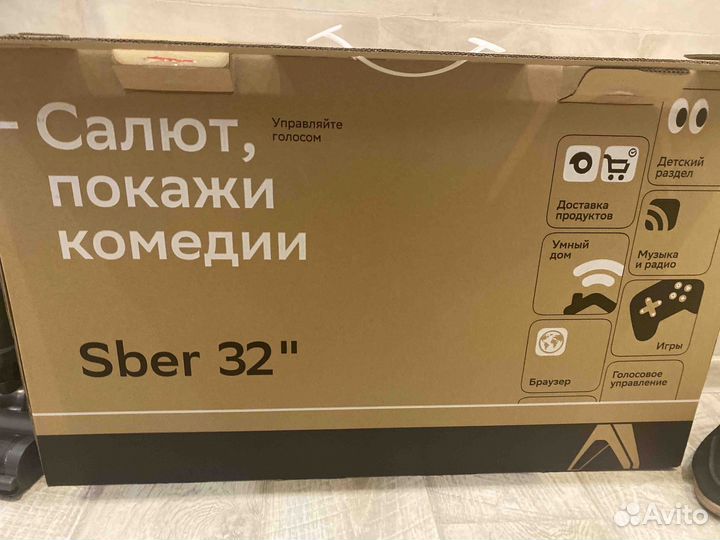 – Салют,
покажи
комедии
Управляйте
голосом
Sber 32"
Детский
раздел
Доставка
продуктов
Умный
дом
Музыка
и радио
Игры
Браузер
Голосовое
управление
Avito